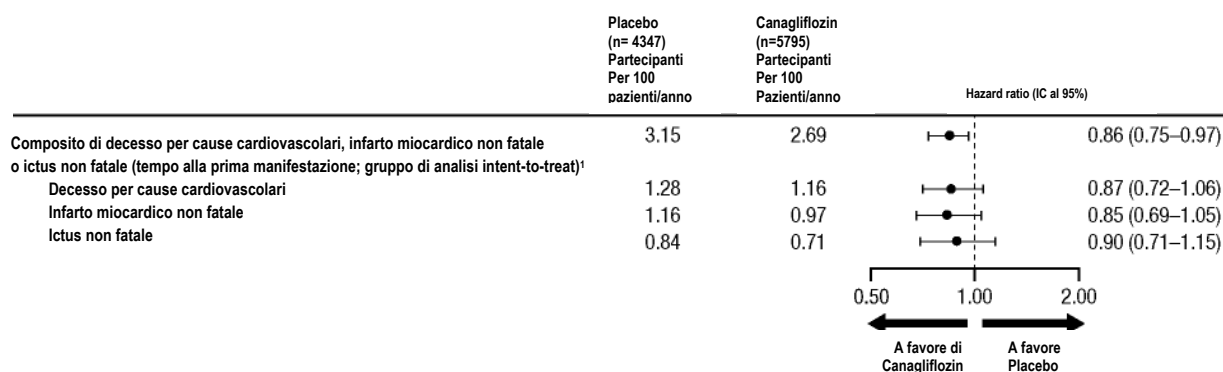 Placebo
(n= 4347)
Partecipanti
Per 100
pazienti/anno
Canagliflozin
(n=5795)
Partecipanti
Per 100
Pazienti/anno
Hazard ratio (IC al 95%)
Composito di decesso per cause cardiovascolari, infarto miocardico non fatale
o ictus non fatale (tempo alla prima manifestazione; gruppo di analisi intent-to-treat)¹
3.15 2.69 0.86 (0.75–0.97)
Decesso per cause cardiovascolari 1.28 1.16 0.87 (0.72–1.06)
Infarto miocardico non fatale 1.16 0.97 0.85 (0.69–1.05)
Ictus non fatale 0.84 0.71 0.90 (0.71–1.15)
0.50 1.00 2.00
A favore di
Canagliflozin
A favore
Placebo